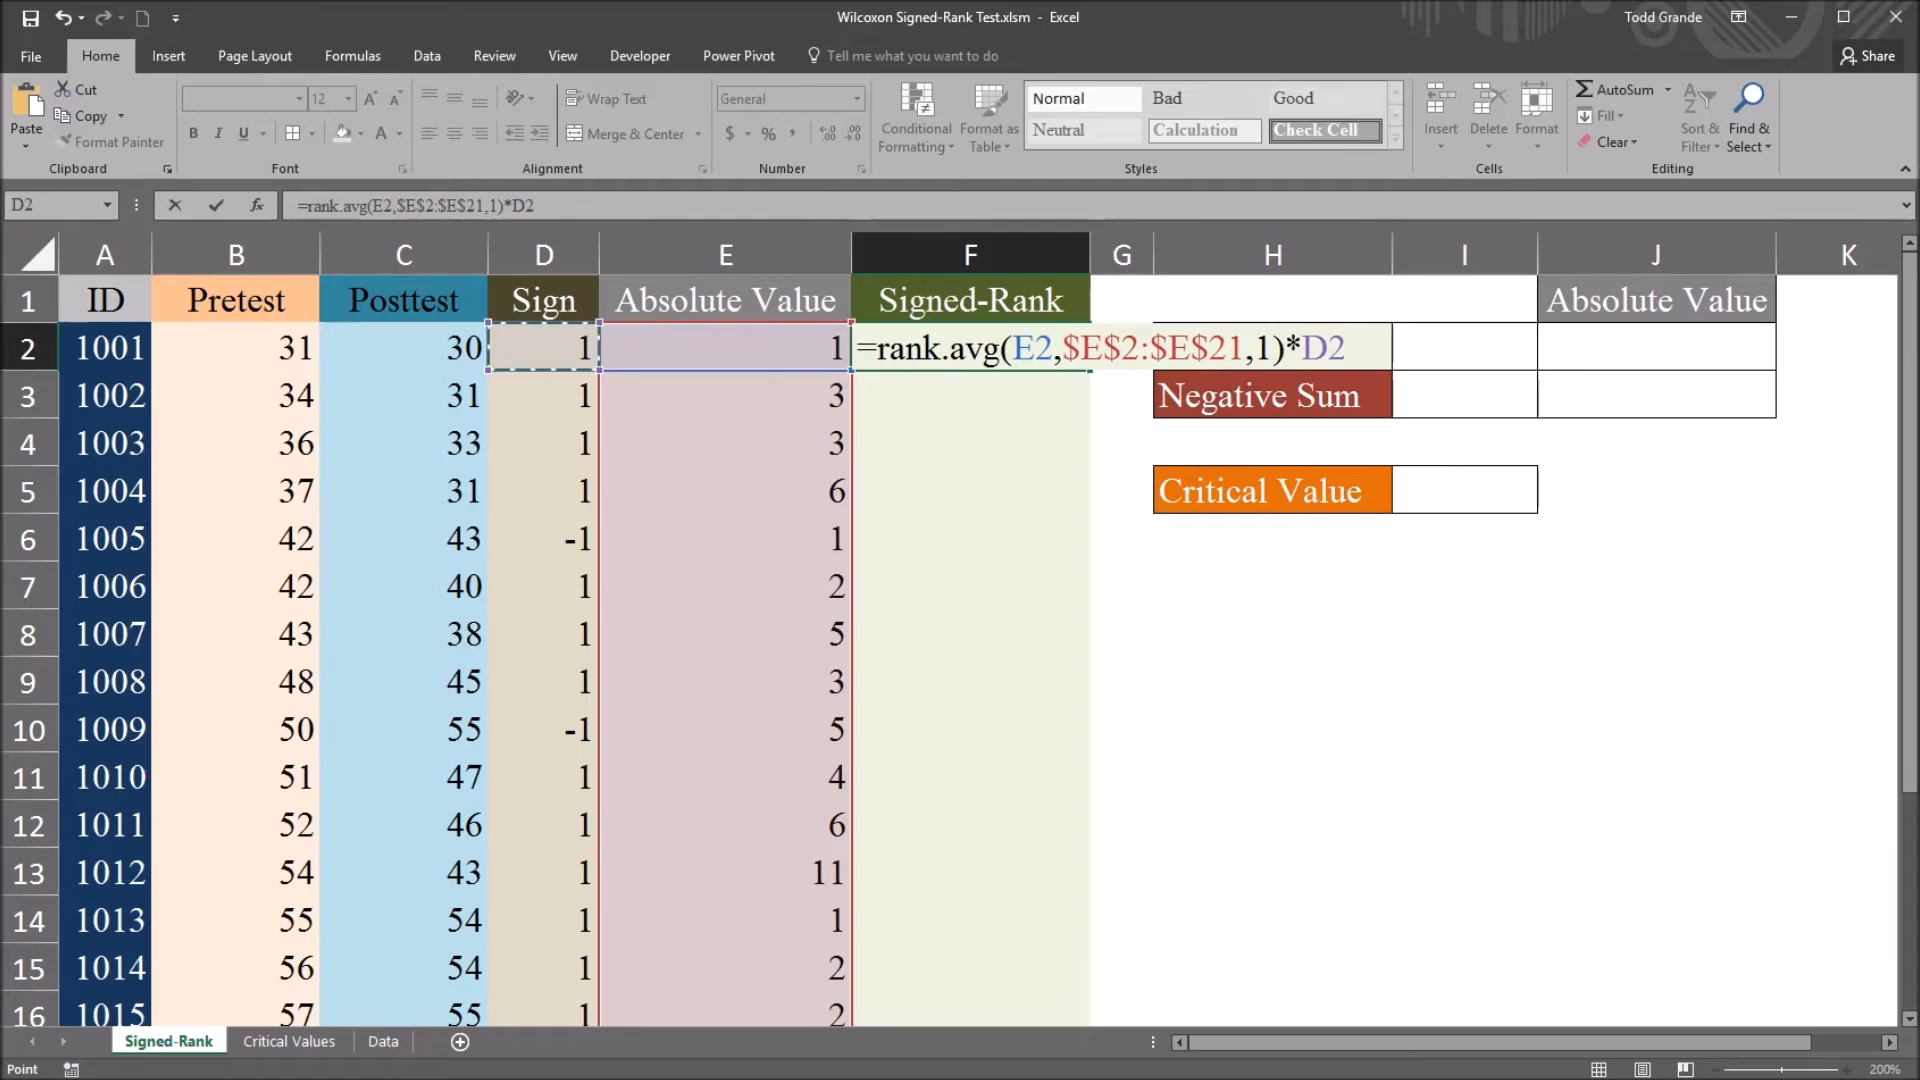 Wilcoxon Signed-Rank Test.xlsm - Excel
Todd Grande
File Home Insert Page Layout Formulas Data Review View Developer Power Pivot Tell me what you want to do Share
Paste Cut Copy Format Painter
12 A A
B I U A
Wrap Text
Merge & Center
General
$ % ,
Conditional Formatting
Format as Table
Normal Bad Good
Neutral Calculation Check Cell
Insert Delete Format
AutoSum Fill Clear
Sort & Filter
Find & Select
Clipboard Font Alignment Number Styles Cells Editing
D2 fx =rank.avg(E2,$E$2:$E$21,1)*D2
A B C D E F G H I J K
1 ID Pretest Posttest Sign Absolute Value Signed-Rank Absolute Value
2 1001 31 30 1 1 =rank.avg(E2,$E$2:$E$21,1)*D2
3 1002 34 31 1 3 Negative Sum
4 1003 36 33 1 3
5 1004 37 31 1 6 Critical Value
6 1005 42 43 -1 1
7 1006 42 40 1 2
8 1007 43 38 1 5
9 1008 48 45 1 3
10 1009 50 55 -1 5
11 1010 51 47 1 4
12 1011 52 46 1 6
13 1012 54 43 1 11
14 1013 55 54 1 1
15 1014 56 54 1 2
16 1015 57 55 1 2
Signed-Rank Critical Values Data
Point 200%